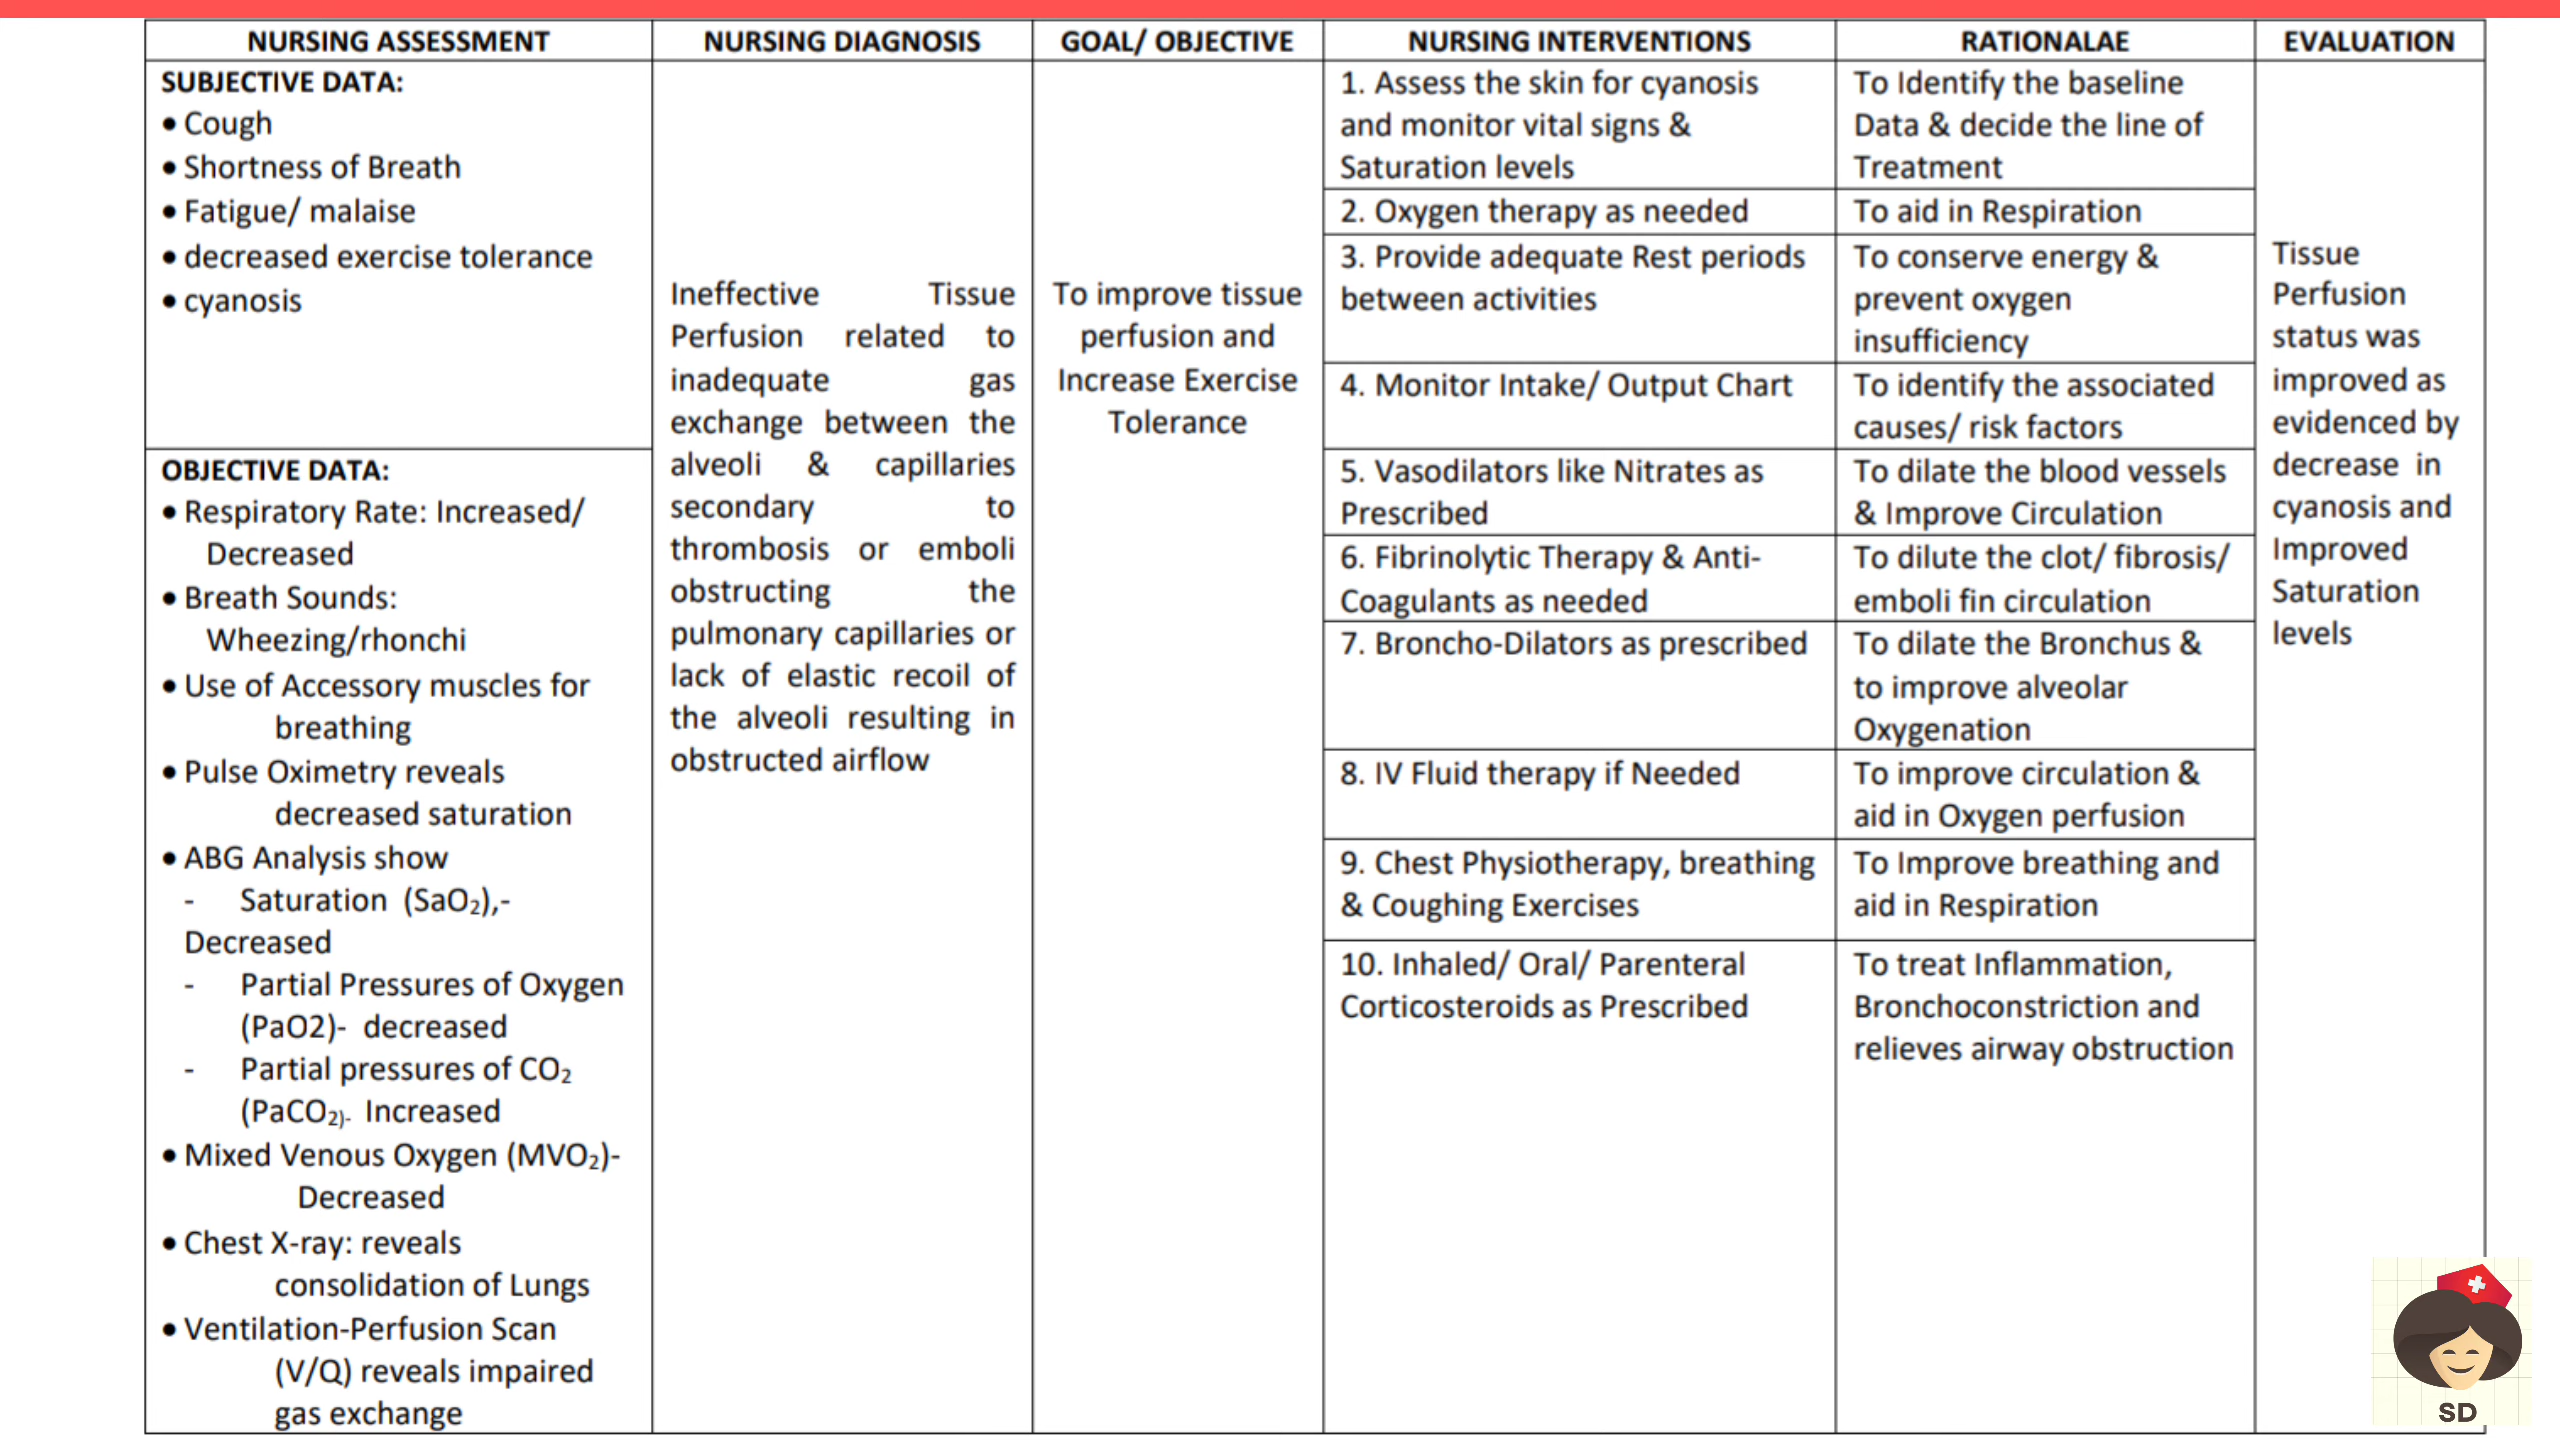 NURSING ASSESSMENT
NURSING DIAGNOSIS
GOAL/ OBJECTIVE
NURSING INTERVENTIONS
RATIONALAE
EVALUATION
SUBJECTIVE DATA:
• Cough
• Shortness of Breath
• Fatigue/ malaise
• decreased exercise tolerance
• cyanosis
OBJECTIVE DATA:
• Respiratory Rate: Increased/
Decreased
• Breath Sounds:
Wheezing/rhonchi
• Use of Accessory muscles for
breathing
• Pulse Oximetry reveals
decreased saturation
• ABG Analysis show
- Saturation (SaO₂),-
Decreased
- Partial Pressures of Oxygen
(PaO2)- decreased
- Partial pressures of CO₂
(PaCO₂)- Increased
• Mixed Venous Oxygen (MVO₂)-
Decreased
• Chest X-ray: reveals
consolidation of Lungs
• Ventilation-Perfusion Scan
(V/Q) reveals impaired
gas exchange
Ineffective Tissue
Perfusion related to
inadequate gas
exchange between the
alveoli & capillaries
secondary to
thrombosis or emboli
obstructing the
pulmonary capillaries or
lack of elastic recoil of
the alveoli resulting in
obstructed airflow
To improve tissue
perfusion and
Increase Exercise
Tolerance
1. Assess the skin for cyanosis
and monitor vital signs &
Saturation levels
To Identify the baseline
Data & decide the line of
Treatment
2. Oxygen therapy as needed
To aid in Respiration
3. Provide adequate Rest periods
between activities
To conserve energy &
prevent oxygen
insufficiency
4. Monitor Intake/ Output Chart
To identify the associated
causes/ risk factors
5. Vasodilators like Nitrates as
Prescribed
To dilate the blood vessels
& Improve Circulation
6. Fibrinolytic Therapy & Anti-
Coagulants as needed
To dilute the clot/ fibrosis/
emboli fin circulation
7. Broncho-Dilators as prescribed
To dilate the Bronchus &
to improve alveolar
Oxygenation
8. IV Fluid therapy if Needed
To improve circulation &
aid in Oxygen perfusion
9. Chest Physiotherapy, breathing
& Coughing Exercises
To Improve breathing and
aid in Respiration
10. Inhaled/ Oral/ Parenteral
Corticosteroids as Prescribed
To treat Inflammation,
Bronchoconstriction and
relieves airway obstruction
Tissue
Perfusion
status was
improved as
evidenced by
decrease in
cyanosis and
Improved
Saturation
levels
SD